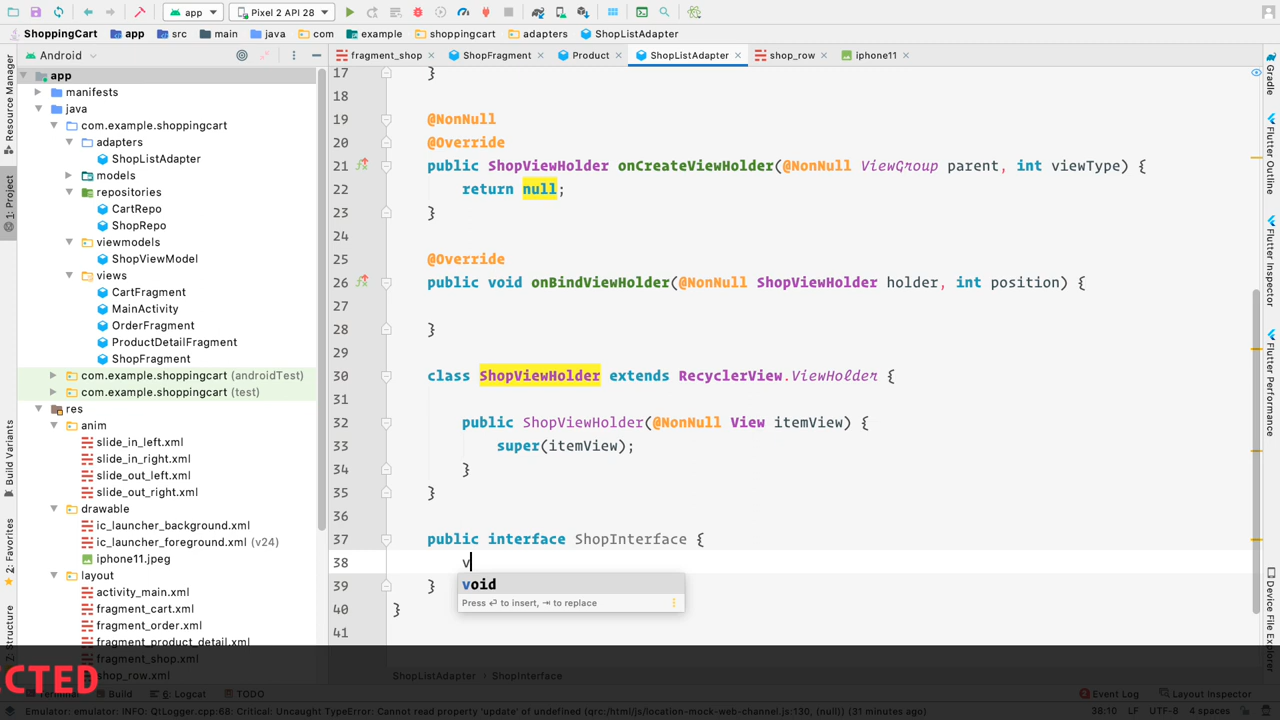 app
Pixel 2 API 28
ShoppingCart
app
src
main
java
com
example
shoppingcart
adapters
ShopListAdapter
Android
fragment_shop
ShopFragment
Product
ShopListAdapter
shop_row
iphone11
Resource Manager
1: Project
Build Variants
2: Favorites
Z: Structure
app
manifests
java
com.example.shoppingcart
adapters
ShopListAdapter
models
repositories
CartRepo
ShopRepo
viewmodels
ShopViewModel
views
CartFragment
MainActivity
OrderFragment
ProductDetailFragment
ShopFragment
com.example.shoppingcart (androidTest)
com.example.shoppingcart (test)
res
anim
slide_in_left.xml
slide_in_right.xml
slide_out_left.xml
slide_out_right.xml
drawable
ic_launcher_background.xml
ic_launcher_foreground.xml (v24)
iphone11.jpeg
layout
activity_main.xml
fragment_cart.xml
fragment_order.xml
fragment_product_detail.xml
fragment_shop.xml
shop_row.xml
17 }
18
19 @NonNull
20 @Override
21 public ShopViewHolder onCreateViewHolder(@NonNull ViewGroup parent, int viewType) {
22 return null;
23 }
24
25 @Override
26 public void onBindViewHolder(@NonNull ShopViewHolder holder, int position) {
27
28 }
29
30 class ShopViewHolder extends RecyclerView.ViewHolder {
31
32 public ShopViewHolder(@NonNull View itemView) {
33 super(itemView);
34 }
35 }
36
37 public interface ShopInterface {
38 v
39 }
40 }
41
void
Press ↵ to insert, ⇥ to replace
Gradle
Flutter Outline
Flutter Inspector
Flutter Performance
Device File Explorer
CTED
ShopListAdapter › ShopInterface
Terminal
Build
6: Logcat
TODO
Event Log
Layout Inspector
Emulator: emulator: INFO: QtLogger.cpp:68: Critical: Uncaught TypeError: Cannot read property 'update' of undefined (qrc:/html/js/location-mock-web-channel.js:130, (null)) (31 minutes ago)
38:10 LF UTF-8 4 spaces